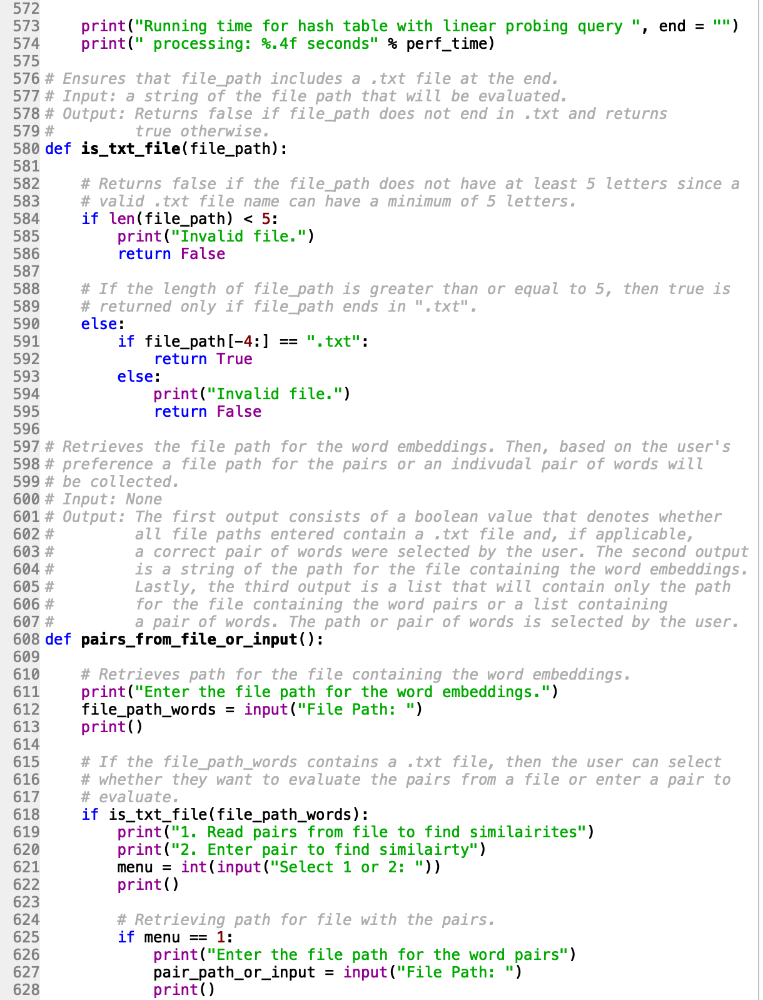 572
573     print("Running time for hash table with linear probing query ", end = "")
574     print(" processing: %.4f seconds" % perf_time)
575
576 # Ensures that file_path includes a .txt file at the end.
577 # Input: a string of the file path that will be evaluated.
578 # Output: Returns false if file_path does not end in .txt and returns
579 #         true otherwise.
580 def is_txt_file(file_path):
581
582     # Returns false if the file_path does not have at least 5 letters since a
583     # valid .txt file name can have a minimum of 5 letters.
584     if len(file_path) < 5:
585         print("Invalid file.")
586         return False
587
588     # If the length of file_path is greater than or equal to 5, then true is
589     # returned only if file_path ends in ".txt".
590     else:
591         if file_path[-4:] == ".txt":
592             return True
593         else:
594             print("Invalid file.")
595             return False
596
597 # Retrieves the file path for the word embeddings. Then, based on the user's
598 # preference a file path for the pairs or an indivudal pair of words will
599 # be collected.
600 # Input: None
601 # Output: The first output consists of a boolean value that denotes whether
602 #         all file paths entered contain a .txt file and, if applicable,
603 #         a correct pair of words were selected by the user. The second output
604 #         is a string of the path for the file containing the word embeddings.
605 #         Lastly, the third output is a list that will contain only the path
606 #         for the file containing the word pairs or a list containing
607 #         a pair of words. The path or pair of words is selected by the user.
608 def pairs_from_file_or_input():
609
610     # Retrieves path for the file containing the word embeddings.
611     print("Enter the file path for the word embeddings.")
612     file_path_words = input("File Path: ")
613     print()
614
615     # If the file_path_words contains a .txt file, then the user can select
616     # whether they want to evaluate the pairs from a file or enter a pair to
617     # evaluate.
618     if is_txt_file(file_path_words):
619         print("1. Read pairs from file to find similairites")
620         print("2. Enter pair to find similairty")
621         menu = int(input("Select 1 or 2: "))
622         print()
623
624         # Retrieving path for file with the pairs.
625         if menu == 1:
626             print("Enter the file path for the word pairs")
627             pair_path_or_input = input("File Path: ")
628             print()